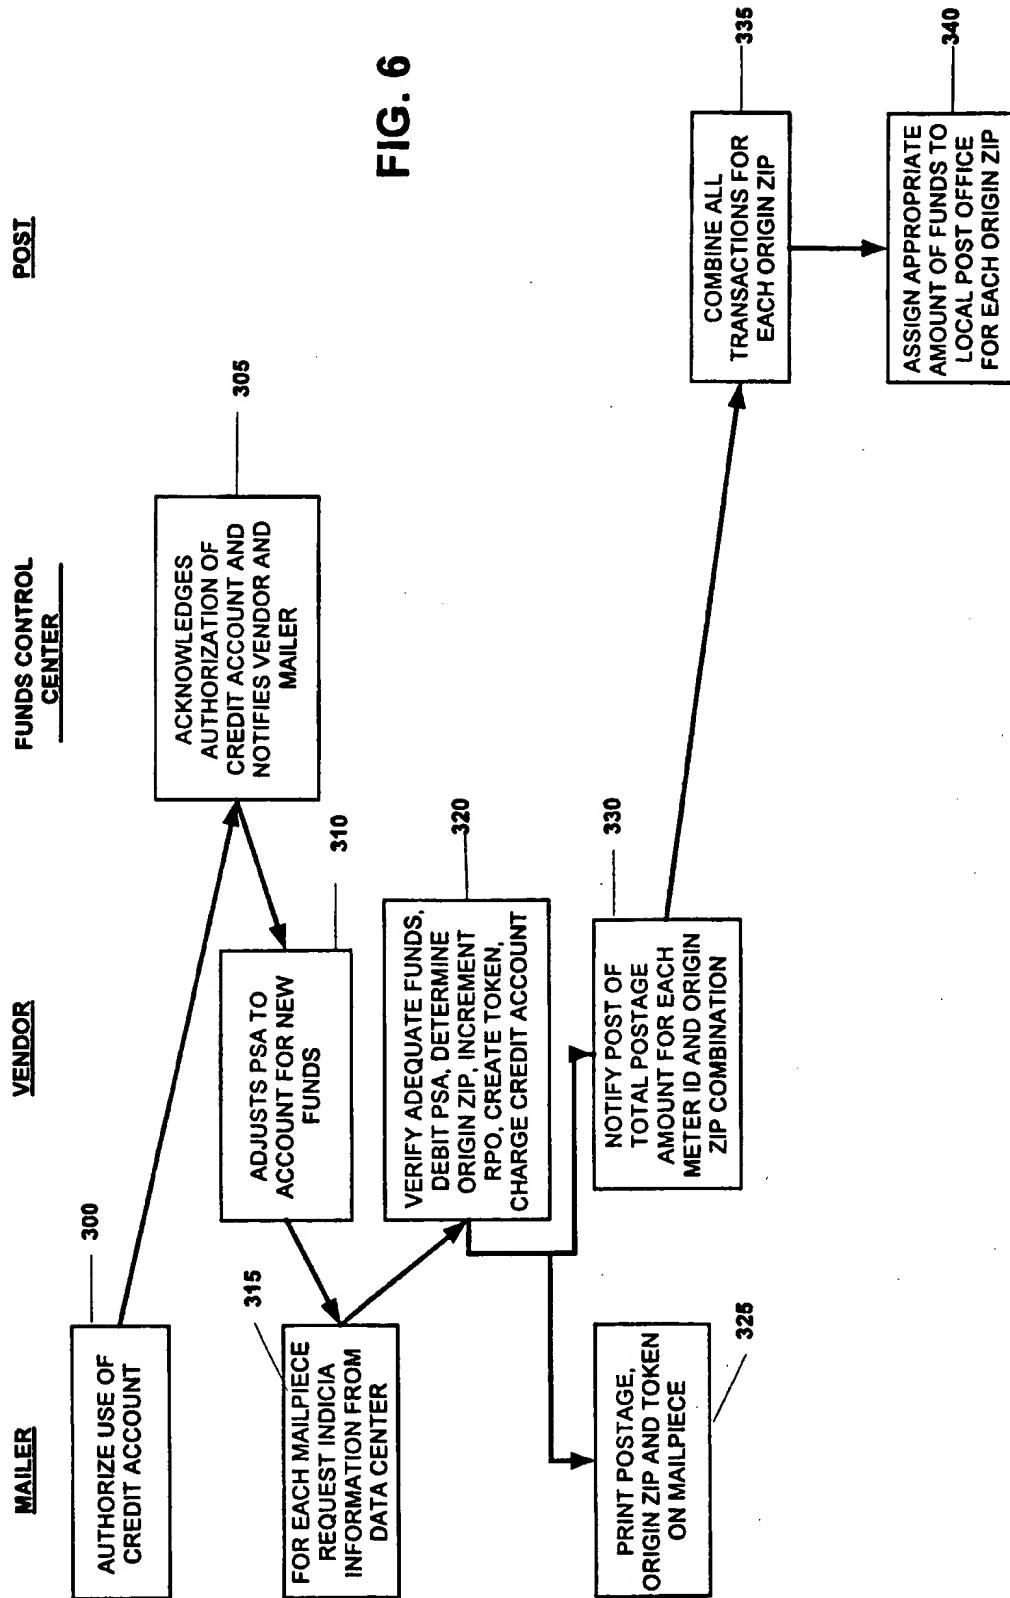 MAILER
VENDOR
FUNDS CONTROL
CENTER
POST
300
AUTHORIZE USE OF
CREDIT ACCOUNT
305
ACKNOWLEDGES
AUTHORIZATION OF
CREDIT ACCOUNT AND
NOTIFIES VENDOR AND
MAILER
310
ADJUSTS PSA TO
ACCOUNT FOR NEW
FUNDS
315
FOR EACH MAILPIECE
REQUEST INDICIA
INFORMATION FROM
DATA CENTER
320
VERIFY ADEQUATE FUNDS,
DEBIT PSA, DETERMINE
ORIGIN ZIP, INCREMENT
RPO, CREATE TOKEN,
CHARGE CREDIT ACCOUNT
FIG. 6
325
PRINT POSTAGE,
ORIGIN ZIP AND TOKEN
ON MAILPIECE
330
NOTIFY POST OF
TOTAL POSTAGE
AMOUNT FOR EACH
METER ID AND ORIGIN
ZIP COMBINATION
335
COMBINE ALL
TRANSACTIONS FOR
EACH ORIGIN ZIP
340
ASSIGN APPROPRIATE
AMOUNT OF FUNDS TO
LOCAL POST OFFICE
FOR EACH ORIGIN ZIP